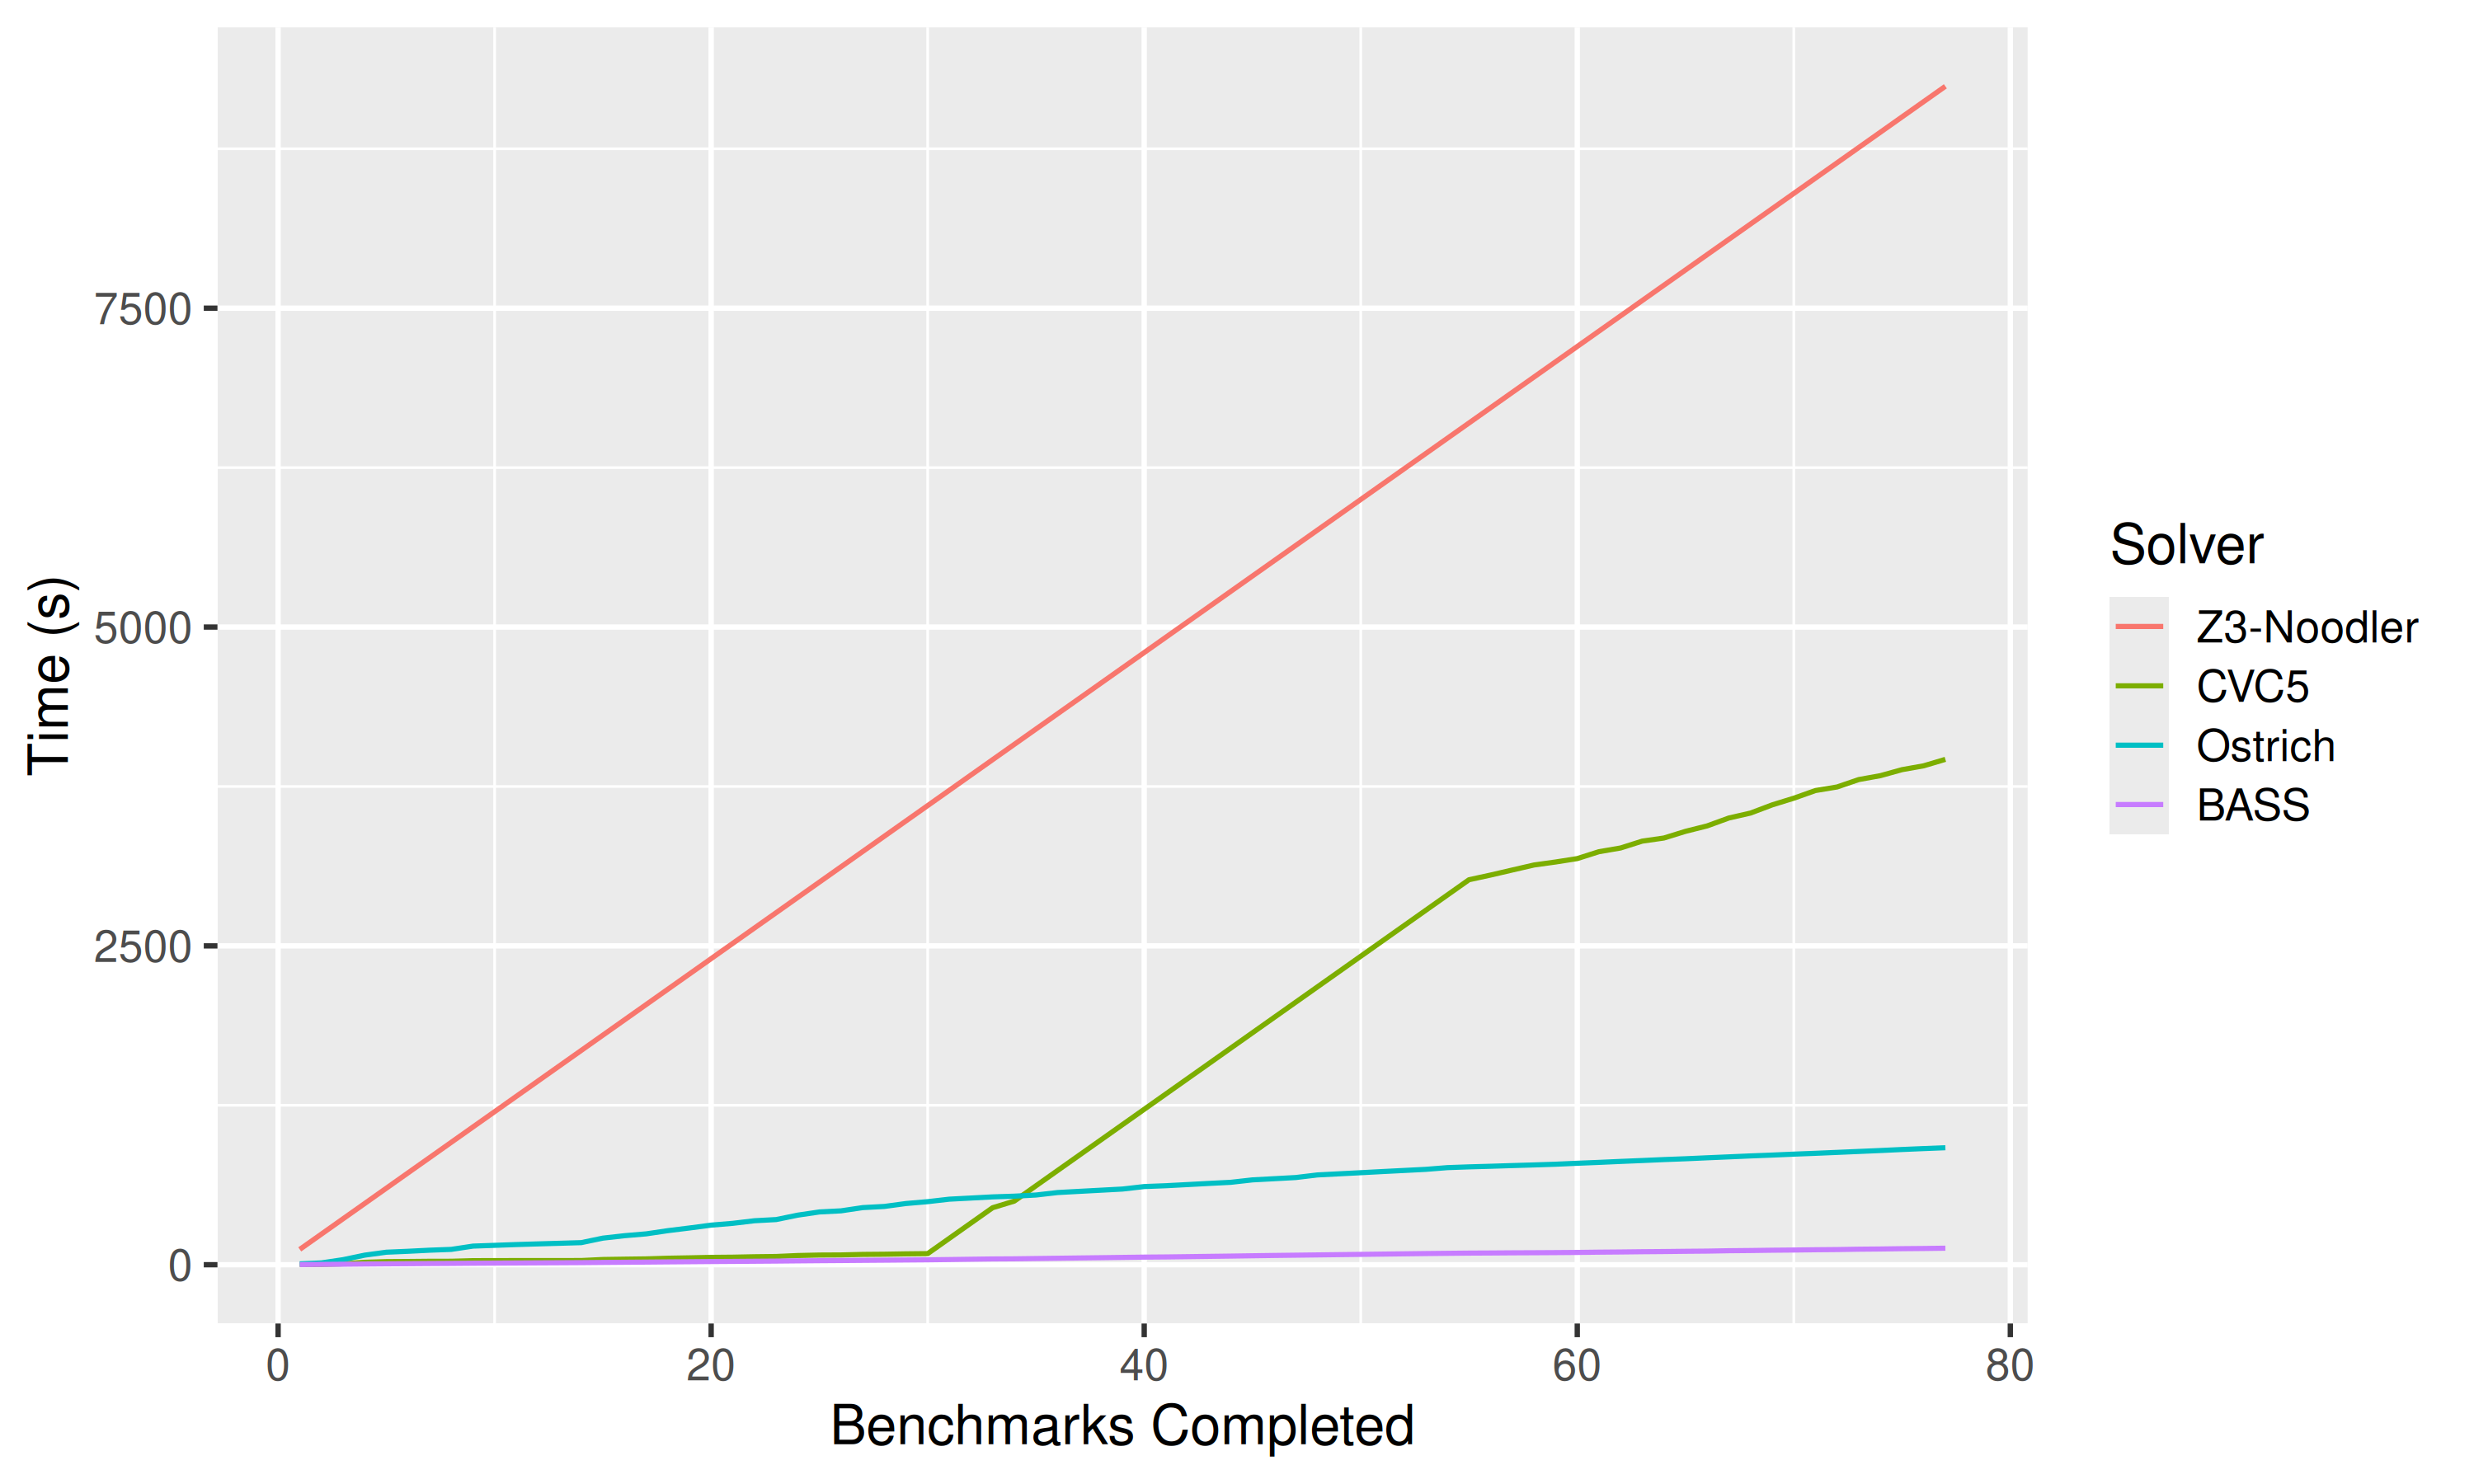 Time (s)
7500
5000
2500
0
0 20 40 60 80
Benchmarks Completed
Solver
Z3-Noodler
CVC5
Ostrich
BASS